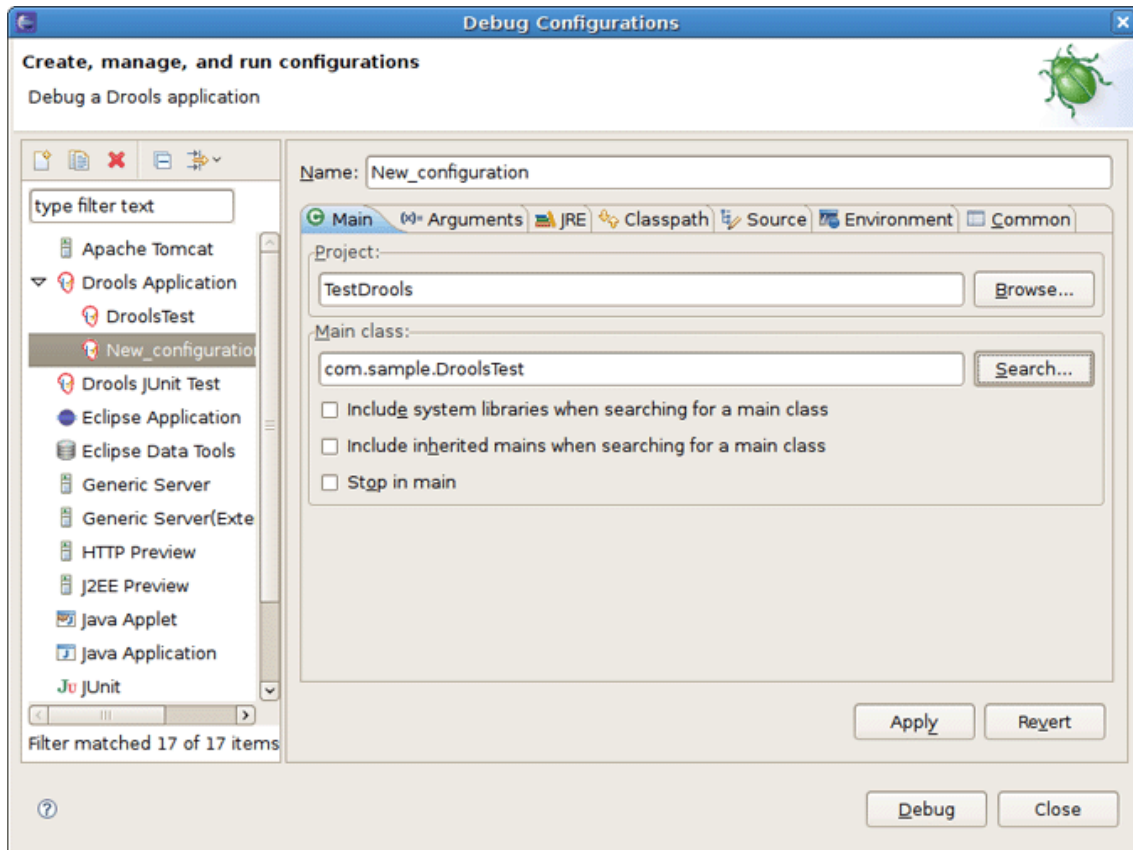 Debug Configurations
Create, manage, and run configurations
Debug a Drools application
type filter text
Apache Tomcat
Drools Application
DroolsTest
New_configuratio
Drools JUnit Test
Eclipse Application
Eclipse Data Tools
Generic Server
Generic Server(Exte
HTTP Preview
J2EE Preview
Java Applet
Java Application
Ju JUnit
Filter matched 17 of 17 items
Name: New_configuration
Main (x)= Arguments JRE Classpath Source Environment Common
Project:
TestDrools Browse...
Main class:
com.sample.DroolsTest Search...
Include system libraries when searching for a main class
Include inherited mains when searching for a main class
Stop in main
Apply Revert
Debug Close